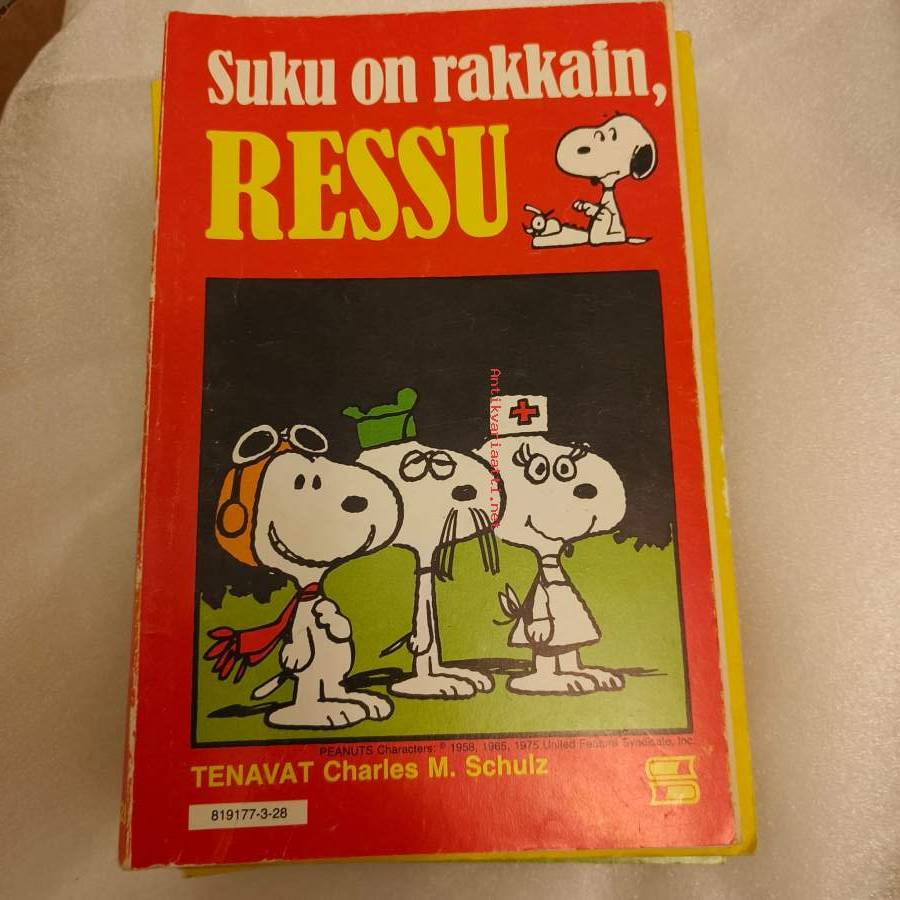 Suku on rakkain,
RESSU
Antikvariaatti.net
PEANUTS Characters: © 1958, 1965, 1975 United Feature Syndicate, Inc.
TENAVAT Charles M. Schulz
819177-3-28